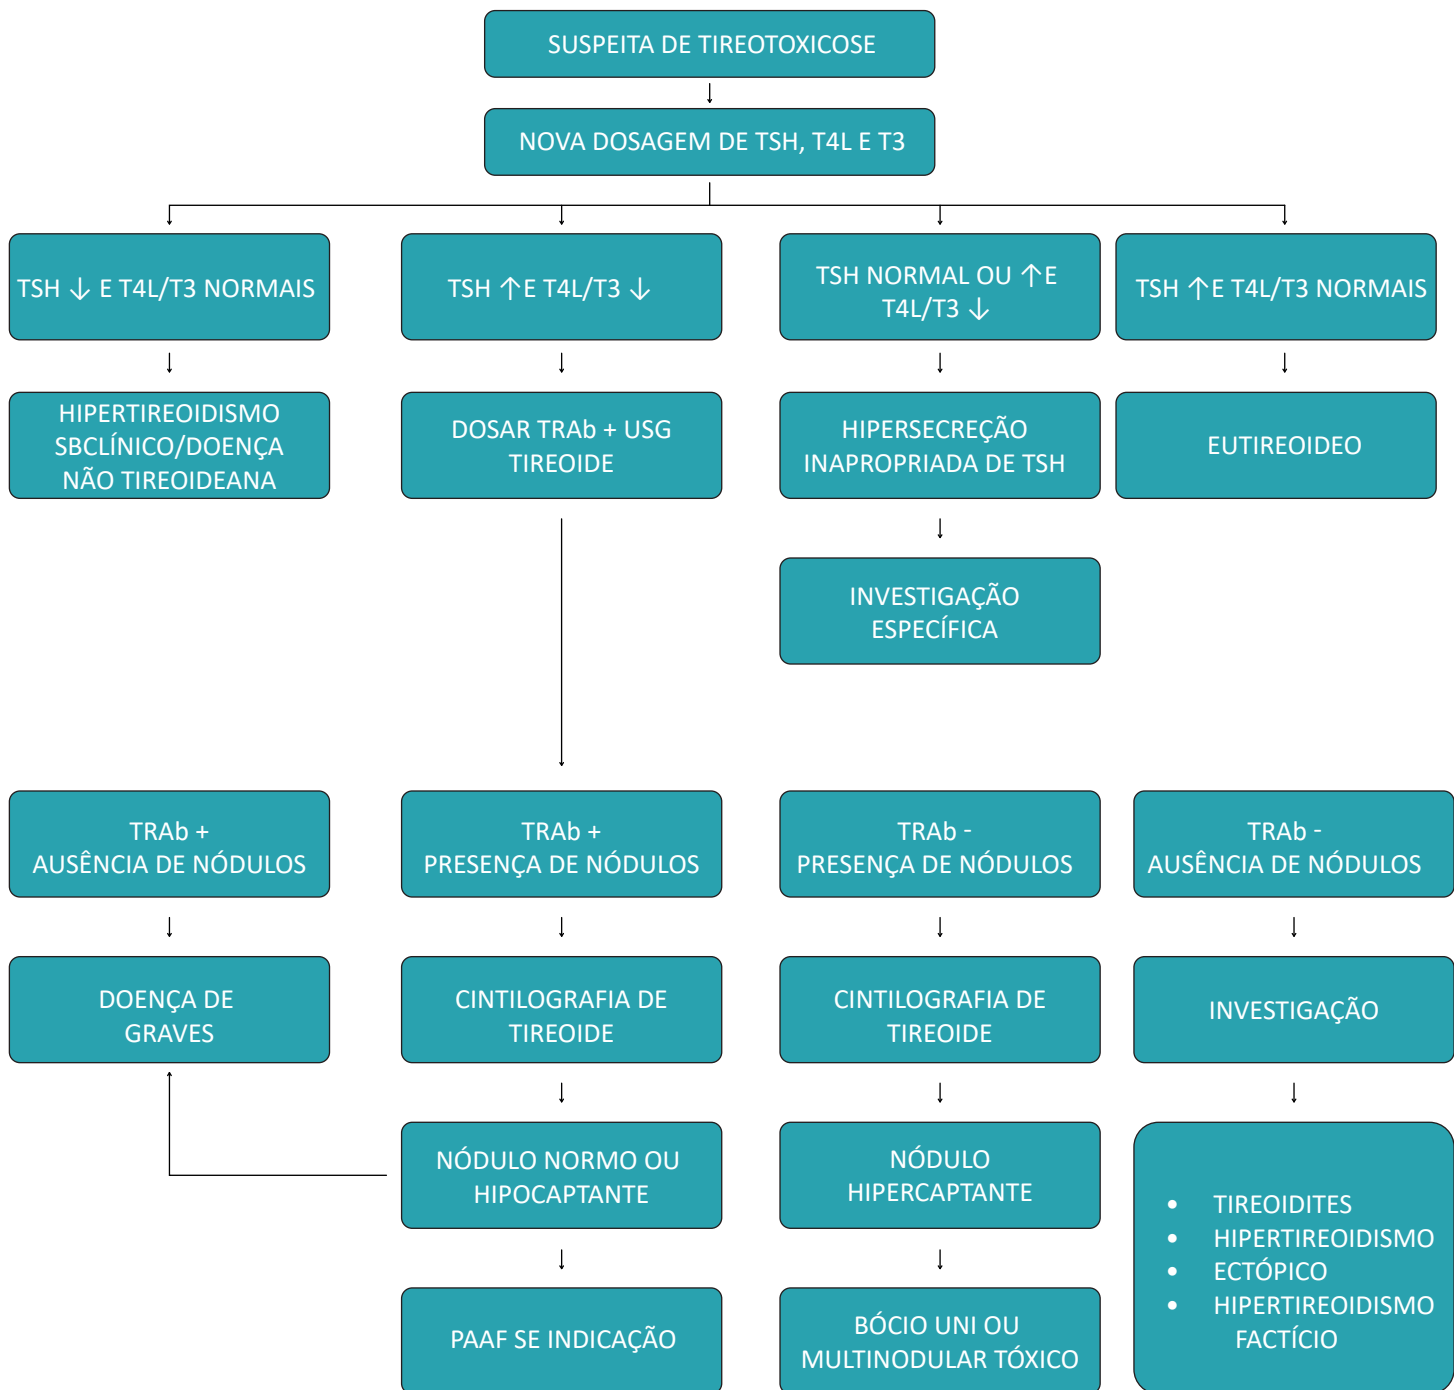 SUSPEITA DE TIREOTOXICOSE
NOVA DOSAGEM DE TSH, T4L E T3
TSH ↓ E T4L/T3 NORMAIS
TSH ↑E T4L/T3 ↓
TSH NORMAL OU ↑E
T4L/T3 ↓
TSH ↑E T4L/T3 NORMAIS
HIPERTIREOIDISMO
SBCLÍNICO/DOENÇA
NÃO TIREOIDEANA
DOSAR TRAb + USG
TIREOIDE
HIPERSECREÇÃO
INAPROPRIADA DE TSH
EUTIREOIDEO
INVESTIGAÇÃO
ESPECÍFICA
TRAb +
AUSÊNCIA DE NÓDULOS
TRAb +
PRESENÇA DE NÓDULOS
TRAb -
PRESENÇA DE NÓDULOS
TRAb -
AUSÊNCIA DE NÓDULOS
DOENÇA DE
GRAVES
CINTILOGRAFIA DE
TIREOIDE
CINTILOGRAFIA DE
TIREOIDE
INVESTIGAÇÃO
NÓDULO NORMO OU
HIPOCAPTANTE
NÓDULO
HIPERCAPTANTE
• TIREOIDITES
• HIPERTIREOIDISMO
• ECTÓPICO
• HIPERTIREOIDISMO
FACTÍCIO
PAAF SE INDICAÇÃO
BÓCIO UNI OU
MULTINODULAR TÓXICO